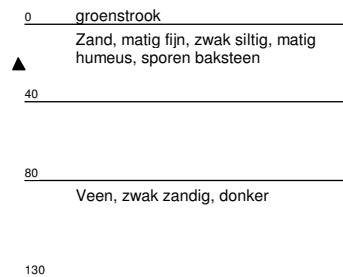 0 groenstrook
Zand, matig fijn, zwak siltig, matig
humeus, sporen baksteen
40
80
Veen, zwak zandig, donker
130